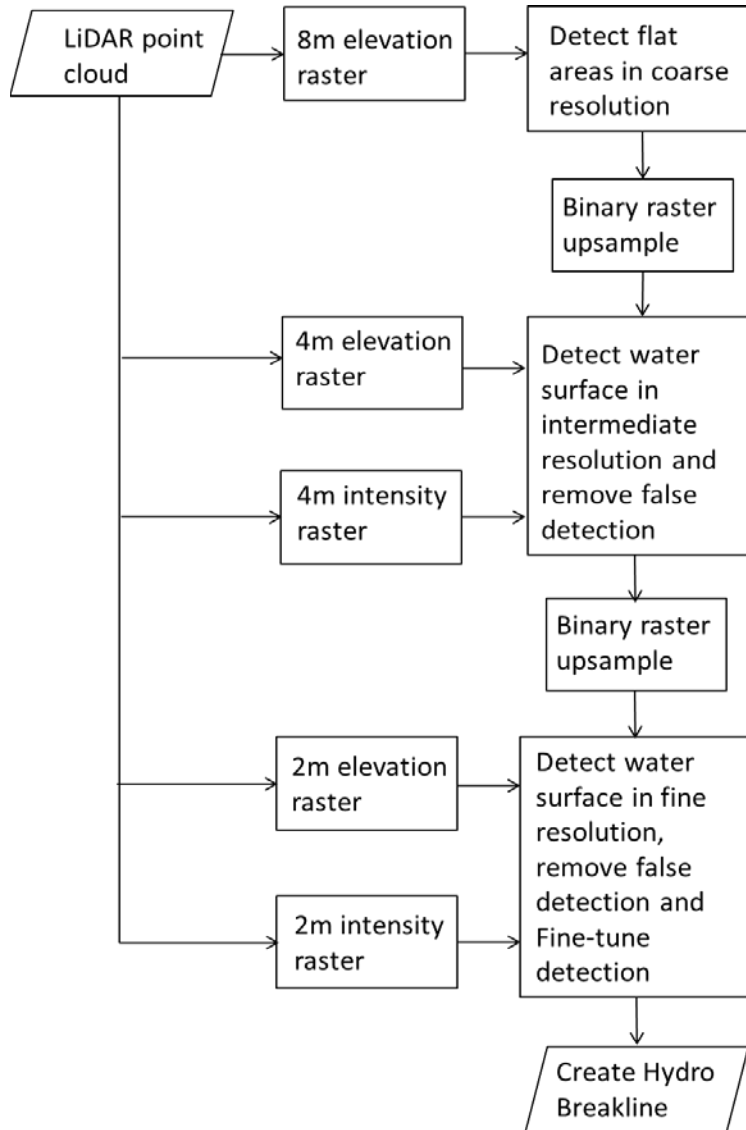 LiDAR point
cloud
8m elevation
raster
Detect flat
areas in coarse
resolution
Binary raster
upsample
4m elevation
raster
Detect water
surface in
intermediate
resolution and
remove false
detection
4m intensity
raster
Binary raster
upsample
2m elevation
raster
Detect water
surface in fine
resolution,
remove false
detection and
Fine-tune
detection
2m intensity
raster
Create Hydro
Breakline